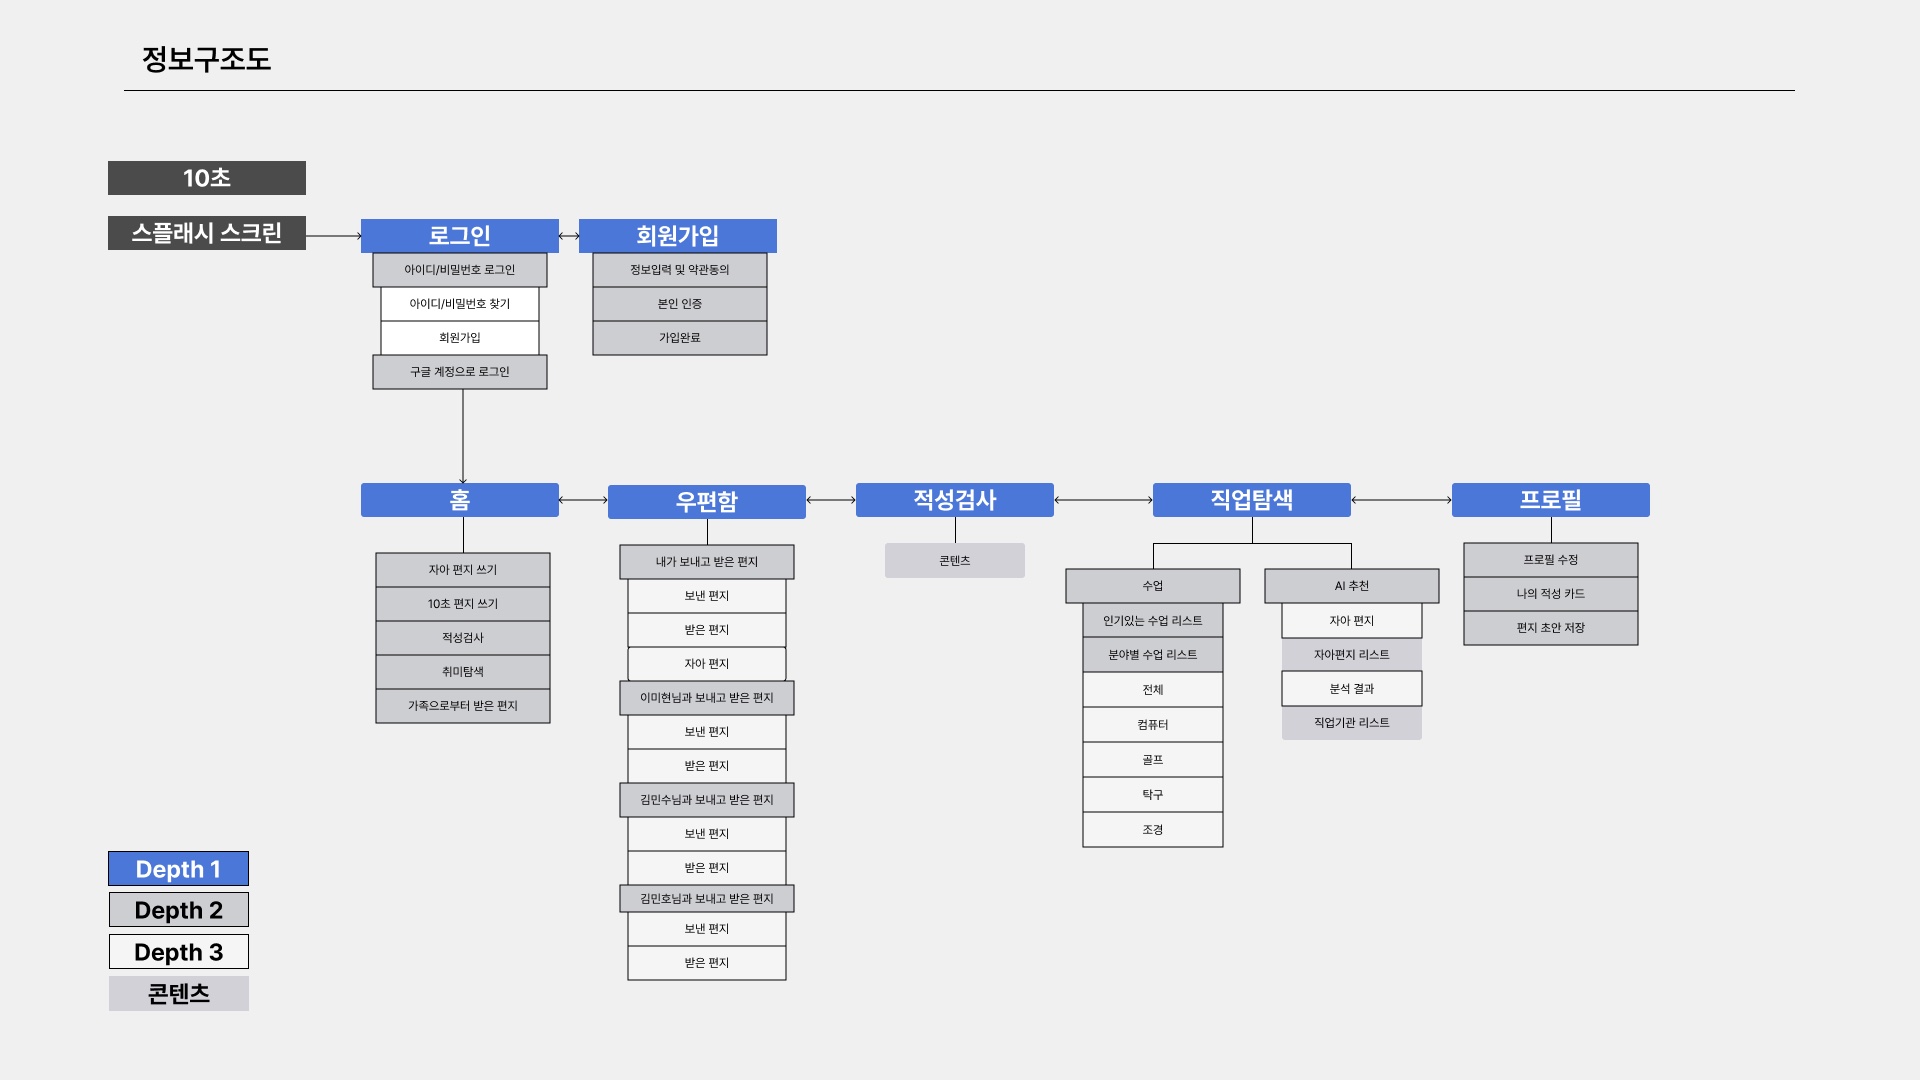 정보구조도
10초
스플래시 스크린
로그인
아이디/비밀번호 로그인
아이디/비밀번호 찾기
회원가입
구글 계정으로 로그인
회원가입
정보입력 및 약관동의
본인 인증
가입완료
홈
자아 편지 쓰기
10초 편지 쓰기
적성검사
취미탐색
가족으로부터 받은 편지
우편함
내가 보내고 받은 편지
보낸 편지
받은 편지
자아 편지
이미현님과 보내고 받은 편지
보낸 편지
받은 편지
김민수님과 보내고 받은 편지
보낸 편지
받은 편지
김민호님과 보내고 받은 편지
보낸 편지
받은 편지
적성검사
콘텐츠
직업탐색
수업
인기있는 수업 리스트
분야별 수업 리스트
전체
컴퓨터
골프
탁구
조경
AI 추천
자아 편지
자아편지 리스트
분석 결과
직업기관 리스트
프로필
프로필 수정
나의 적성 카드
편지 초안 저장
Depth 1
Depth 2
Depth 3
콘텐츠